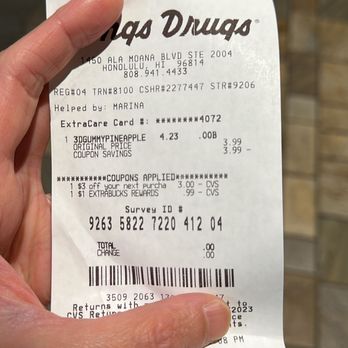 ngs Drugs®
1450 ALA MOANA BLVD STE 2004
HONOLULU, HI 96814
808.941.4433
REG#04 TRN#8100 CSHR#2277447 STR#9206
Helped by: MARINA
ExtraCare Card #: ********4072
1 3DGUMMYPINEAPPLE 4.23 .00B
ORIGINAL PRICE 3.99
COUPON SAVINGS 3.99 -
***********COUPONS APPLIED***********
1 $3 off your next purcha 3.00 - CVS
1 $1 EXTRABUCKS REWARDS .99 - CVS
Survey ID #
9263 5822 7220 412 04
TOTAL .00
CHANGE .00
3509 2063
Returns with to
CVS Retur 2023
08 PM